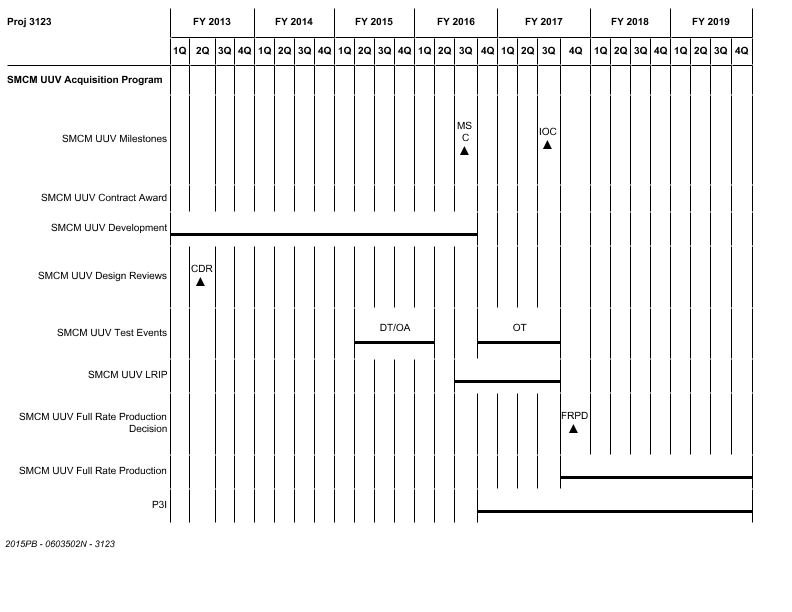 Proj 3123
FY 2013 FY 2014 FY 2015 FY 2016 FY 2017 FY 2018 FY 2019
1Q 2Q 3Q 4Q 1Q 2Q 3Q 4Q 1Q 2Q 3Q 4Q 1Q 2Q 3Q 4Q 1Q 2Q 3Q 4Q 1Q 2Q 3Q 4Q 1Q 2Q 3Q 4Q
SMCM UUV Acquisition Program
SMCM UUV Milestones
MS
C
IOC
SMCM UUV Contract Award
SMCM UUV Development
SMCM UUV Design Reviews
CDR
SMCM UUV Test Events
DT/OA
OT
SMCM UUV LRIP
SMCM UUV Full Rate Production
Decision
FRPD
SMCM UUV Full Rate Production
P3I
2015PB - 0603502N - 3123